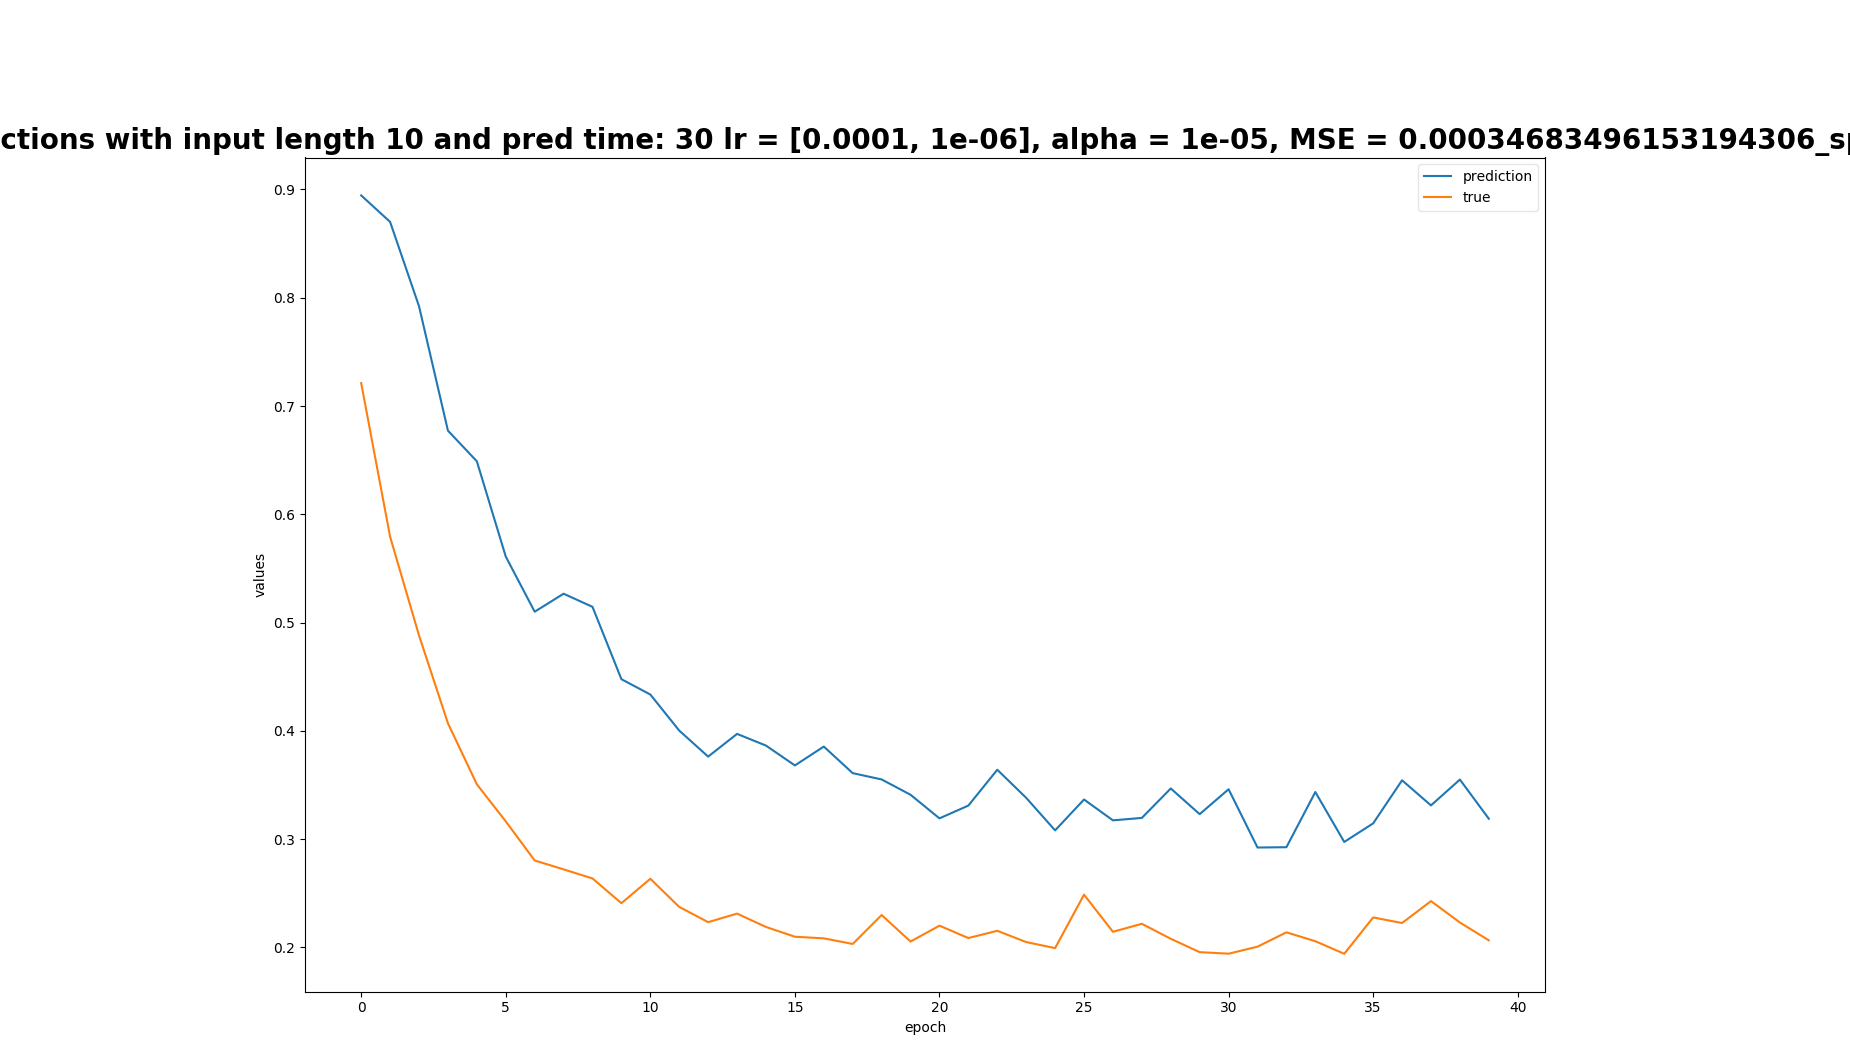 ctions with input length 10 and pred time: 30 lr = [0.0001, 1e-06], alpha = 1e-05, MSE = 0.00034683496153194306_sp
prediction
true
0.9
0.8
0.7
0.6
0.5
0.4
0.3
0.2
values
0 5 10 15 20 25 30 35 40
epoch